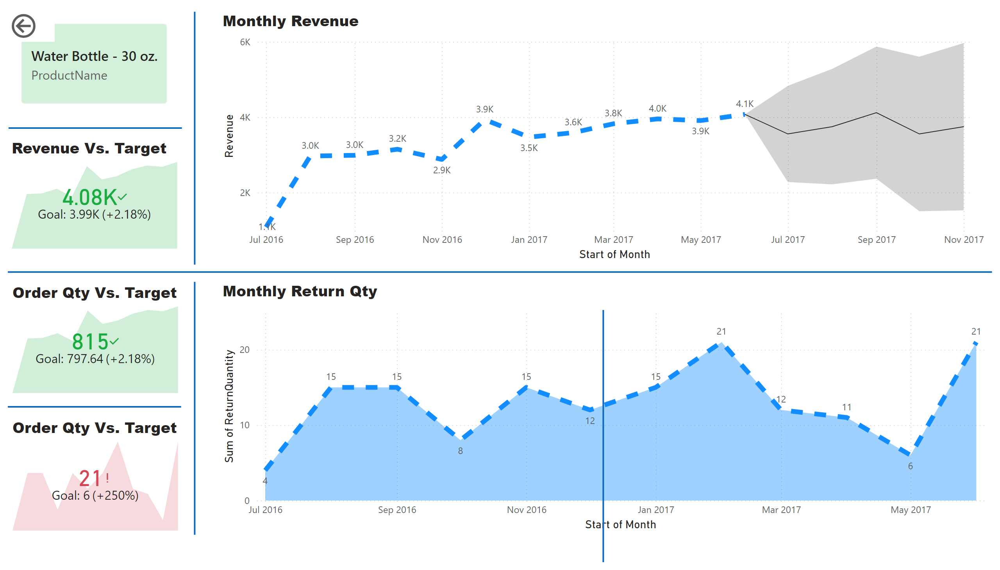 Water Bottle - 30 oz.
ProductName
Revenue Vs. Target
4.08K
Goal: 3.99K (+2.18%)
Monthly Revenue
Revenue
6K
4K
2K
1.1K
3.0K
3.0K
3.2K
2.9K
3.9K
3.5K
3.6K
3.8K
4.0K
3.9K
4.1K
Jul 2016 Sep 2016 Nov 2016 Jan 2017 Mar 2017 May 2017 Jul 2017 Sep 2017 Nov 2017
Start of Month
Order Qty Vs. Target
815
Goal: 797.64 (+2.18%)
Order Qty Vs. Target
21 !
Goal: 6 (+250%)
Monthly Return Qty
Sum of ReturnQuantity
20
10
0
4
15
15
8
15
12
15
21
12
11
6
21
Jul 2016 Sep 2016 Nov 2016 Jan 2017 Mar 2017 May 2017
Start of Month